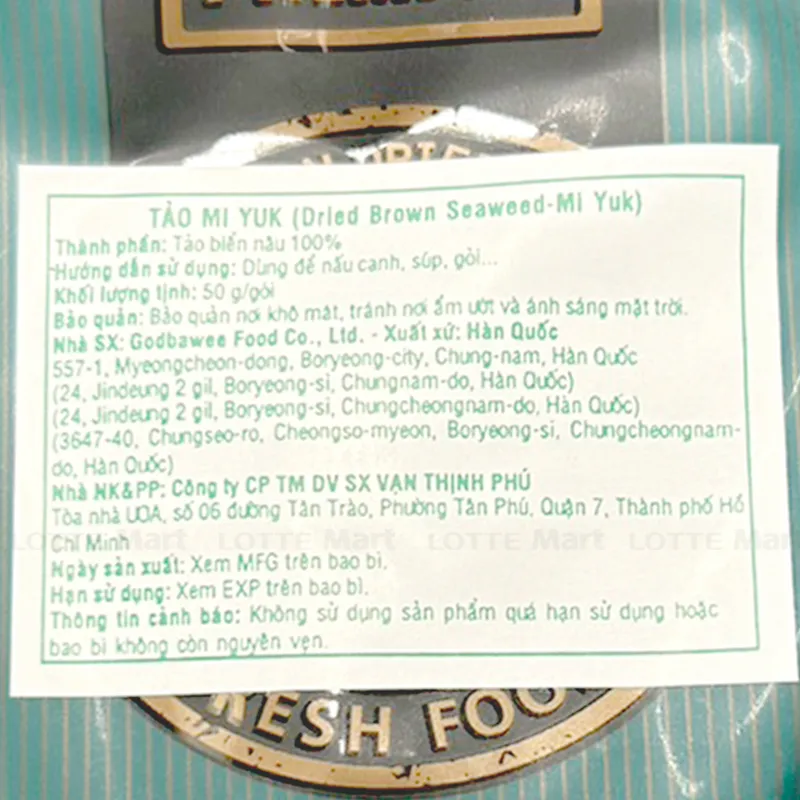 TẢO MI YUK (Dried Brown Seaweed-Mi Yuk)
Thành phần: Tảo biển nâu 100%
Hướng dẫn sử dụng: Dùng để nấu canh, súp, gỏi...
Khối lượng tịnh: 50 g/gói
Bảo quản: Bảo quản nơi khô mát, tránh nơi ẩm ướt và ánh sáng mặt trời.
Nhà SX: Godbawee Food Co., Ltd. - Xuất xứ: Hàn Quốc
557-1, Myeongcheon-dong, Boryeong-city, Chung-nam, Hàn Quốc
(24, Jindeung 2 gil, Boryeong-si, Chungnam-do, Hàn Quốc)
(24, Jindeung 2 gil, Boryeong-si, Chungcheongnam-do, Hàn Quốc)
(3647-40, Chungseo-ro, Cheongso-myeon, Boryeong-si, Chungcheongnam-
do, Hàn Quốc)
Nhà NK&PP: Công ty CP TM DV SX VẠN THỊNH PHÚ
Tòa nhà UOA, số 06 đường Tân Trào, Phường Tân Phú, Quận 7, Thành phố Hồ
Chí Minh
LOTTE Mart LOTTE Mart LOTTE Mart LOTTE Mart
Ngày sản xuất: Xem MFG trên bao bì.
Hạn sử dụng: Xem EXP trên bao bì.
Thông tin cảnh báo: Không sử dụng sản phẩm quá hạn sử dụng hoặc
bao bì không còn nguyên vẹn.
FRESH FOOD